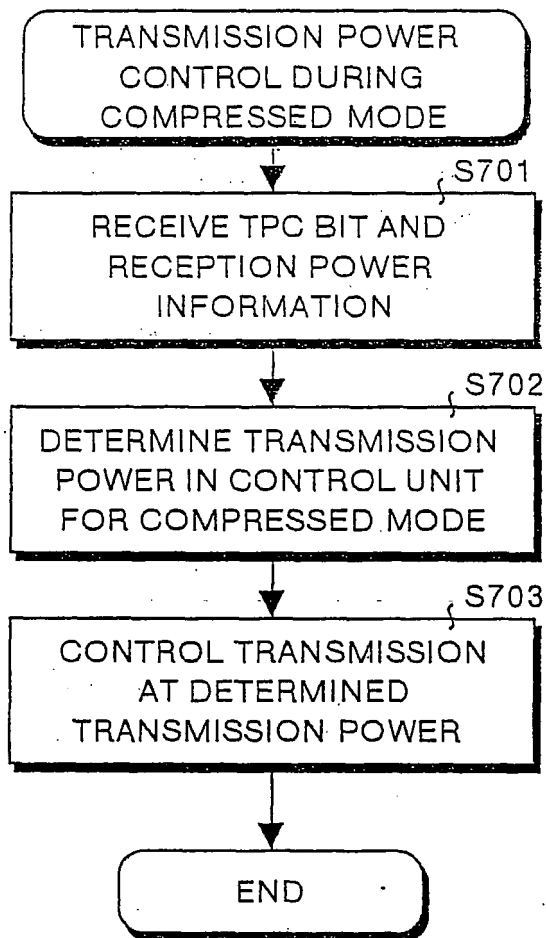 TRANSMISSION POWER
CONTROL DURING
COMPRESSED MODE
S701
RECEIVE TPC BIT AND
RECEPTION POWER
INFORMATION
S702
DETERMINE TRANSMISSION
POWER IN CONTROL UNIT
FOR COMPRESSED MODE
S703
CONTROL TRANSMISSION
AT DETERMINED
TRANSMISSION POWER
END